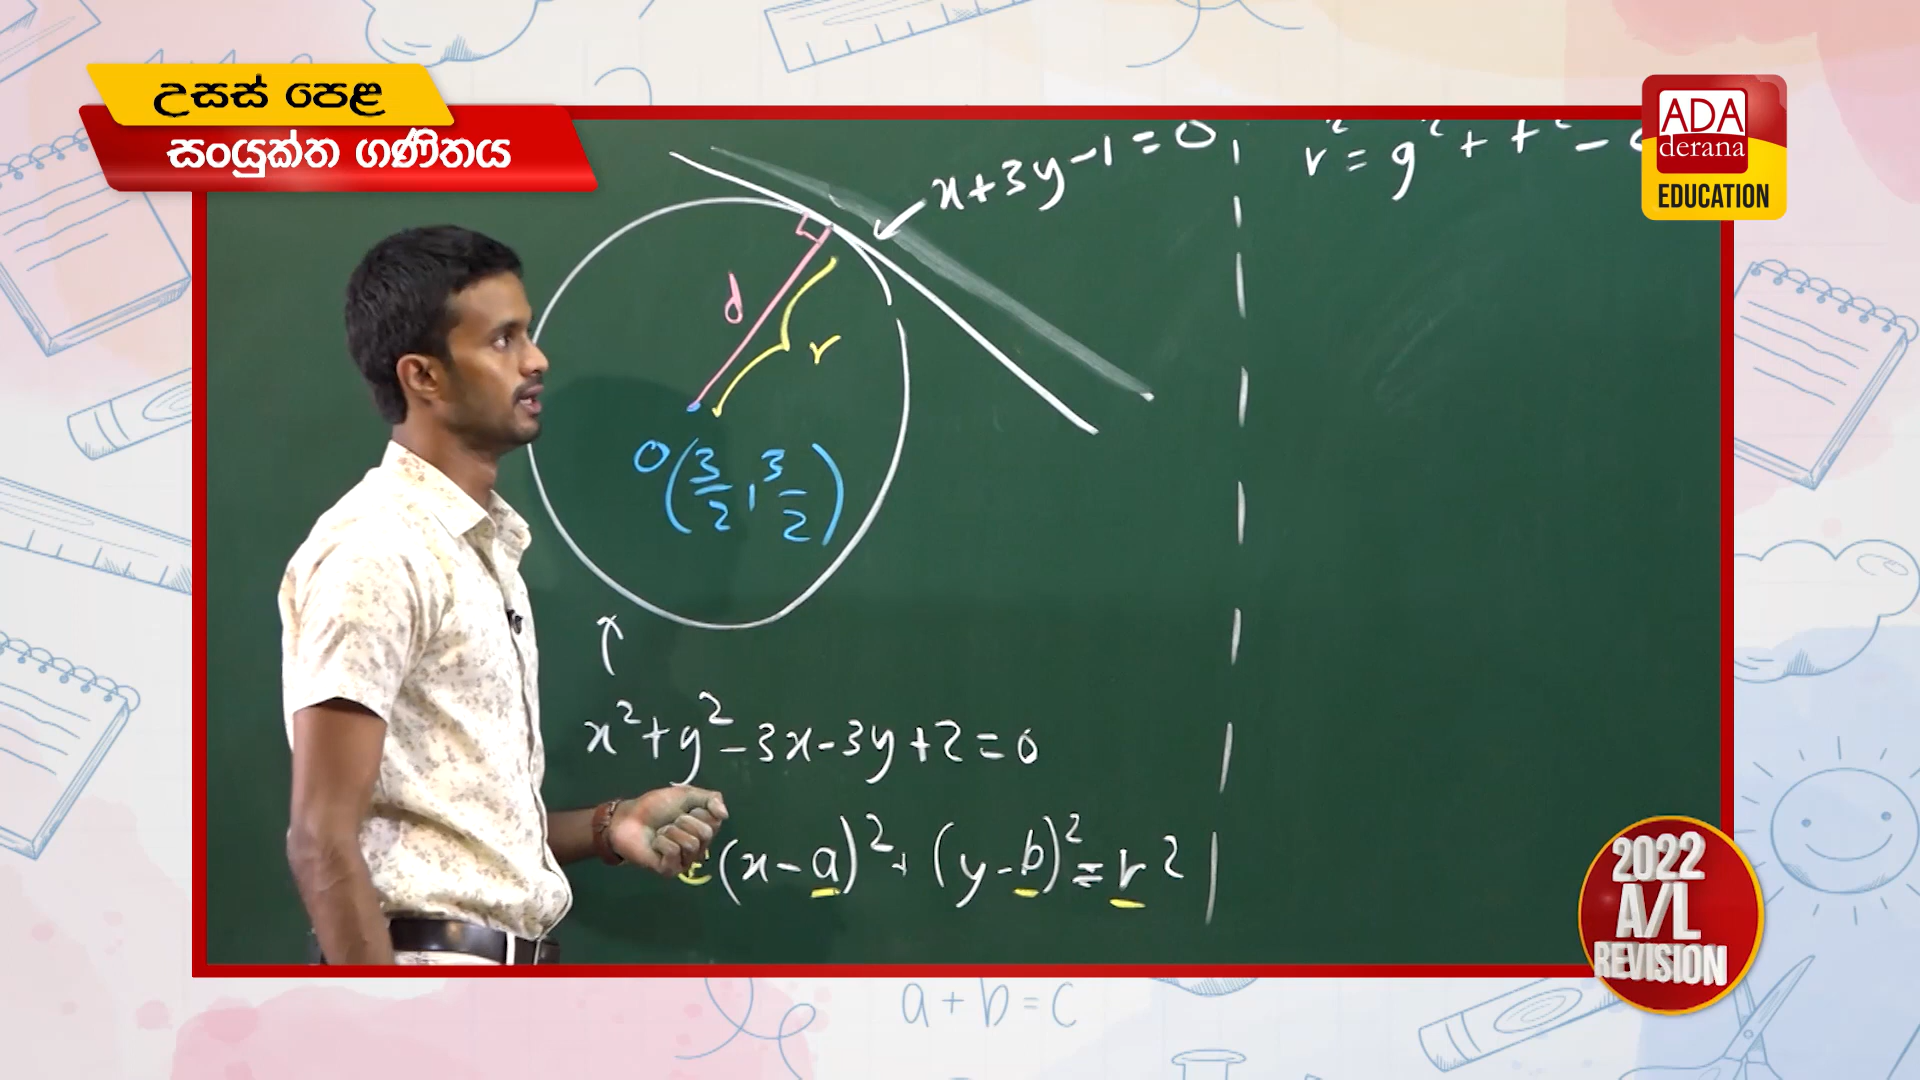 උසස් පෙළ
සංයුක්ත ගණිතය
ADA
derana
EDUCATION
x+3y-1=0
r²=g²+f²-
d
r
O(3/2, 3/2)
x²+y²-3x-3y+2=0
(x-a)²+(y-b)²=r²
2022
A/L
REVISION
a+b=c